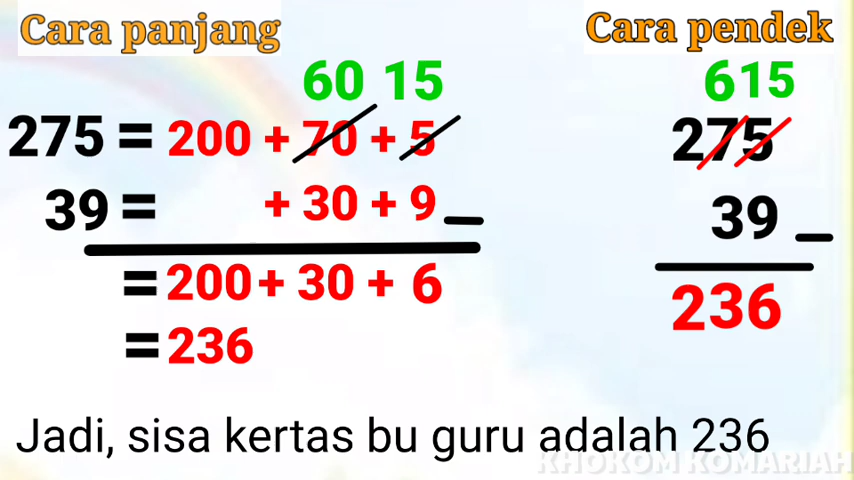 Cara panjang
60 15
275 = 200 + 70 + 5
39 = + 30 + 9 _
= 200 + 30 + 6
= 236
Cara pendek
615
275
39 _
236
Jadi, sisa kertas bu guru adalah 236
KHOKOM KOMARIAH